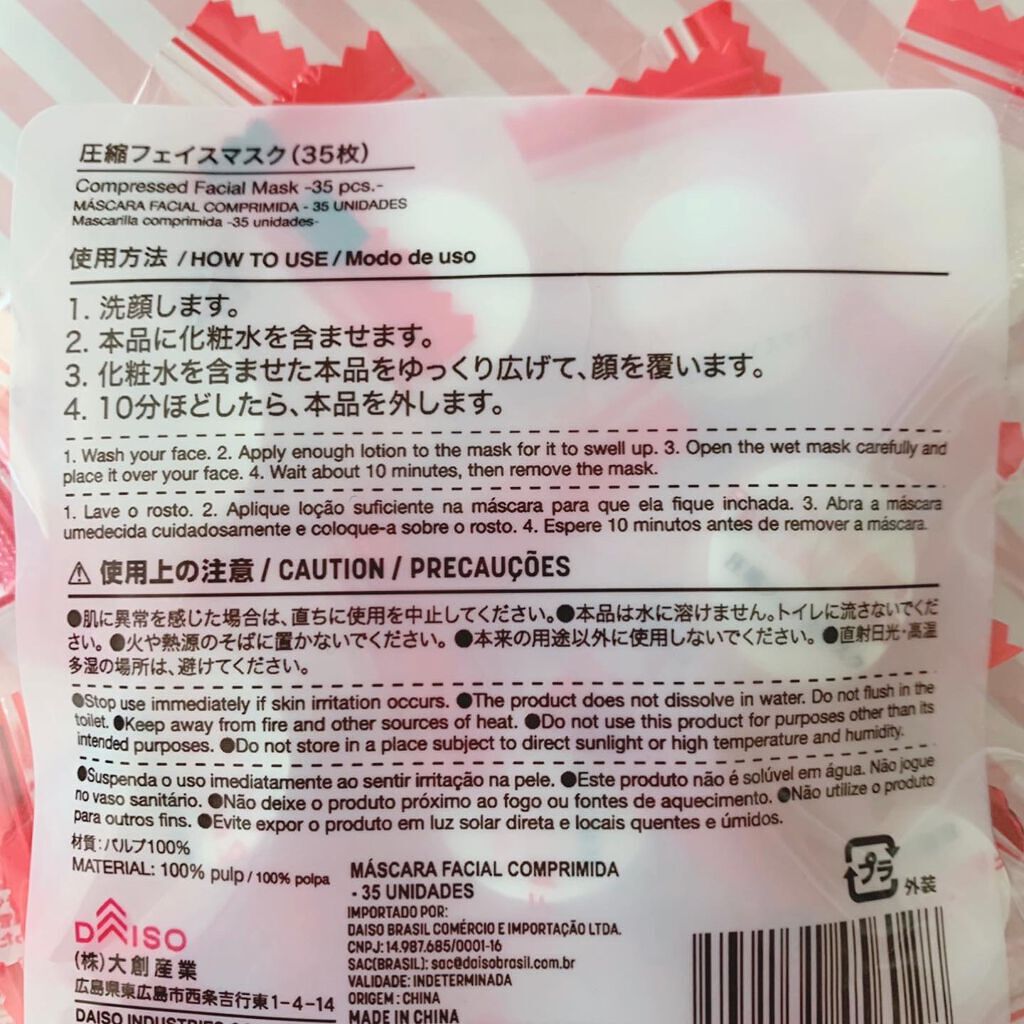 圧縮フェイスマスク(35枚)
Compressed Facial Mask -35 pcs.-
MÁSCARA FACIAL COMPRIMIDA - 35 UNIDADES
Mascarilla comprimida -35 unidades-
使用方法 / HOW TO USE / Modo de uso
1. 洗顔します。
2. 本品に化粧水を含ませます。
3. 化粧水を含ませた本品をゆっくり広げて、顔を覆います。
4. 10分ほどしたら、本品を外します。
1. Wash your face. 2. Apply enough lotion to the mask for it to swell up. 3. Open the wet mask carefully and
place it over your face. 4. Wait about 10 minutes, then remove the mask.
1. Lave o rosto. 2. Aplique loção suficiente na máscara para que ela fique inchada. 3. Abra a máscara
umedecida cuidadosamente e coloque-a sobre o rosto. 4. Espere 10 minutos antes de remover a máscara.
⚠ 使用上の注意 / CAUTION / PRECAUÇÕES
●肌に異常を感じた場合は、直ちに使用を中止してください。●本品は水に溶けません。トイレに流さないでくだ
さい。●火や熱源のそばに置かないでください。●本来の用途以外に使用しないでください。●直射日光・高温
多湿の場所は、避けてください。
●Stop use immediately if skin irritation occurs. ●The product does not dissolve in water. Do not flush in the
toilet. ●Keep away from fire and other sources of heat. ●Do not use this product for purposes other than its
intended purposes. ●Do not store in a place subject to direct sunlight or high temperature and humidity.
●Suspenda o uso imediatamente ao sentir irritação na pele. ●Este produto não é solúvel em água. Não jogue
no vaso sanitário. ●Não deixe o produto próximo ao fogo ou fontes de aquecimento. ●Não utilize o produto
para outros fins. ●Evite expor o produto em luz solar direta e locais quentes e úmidos.
材質:パルプ100%
MATERIAL: 100% pulp / 100% polpa
DAISO
(株)大創産業
広島県東広島市西条吉行東1-4-14
DAISO INDUSTRIES
MÁSCARA FACIAL COMPRIMIDA
- 35 UNIDADES
IMPORTADO POR:
DAISO BRASIL COMÉRCIO E IMPORTAÇÃO LTDA.
CNPJ: 14.987.685/0001-16
SAC(BRASIL): sac@daisobrasil.com.br
VALIDADE: INDETERMINADA
ORIGEM : CHINA
MADE IN CHINA
プラ 外装